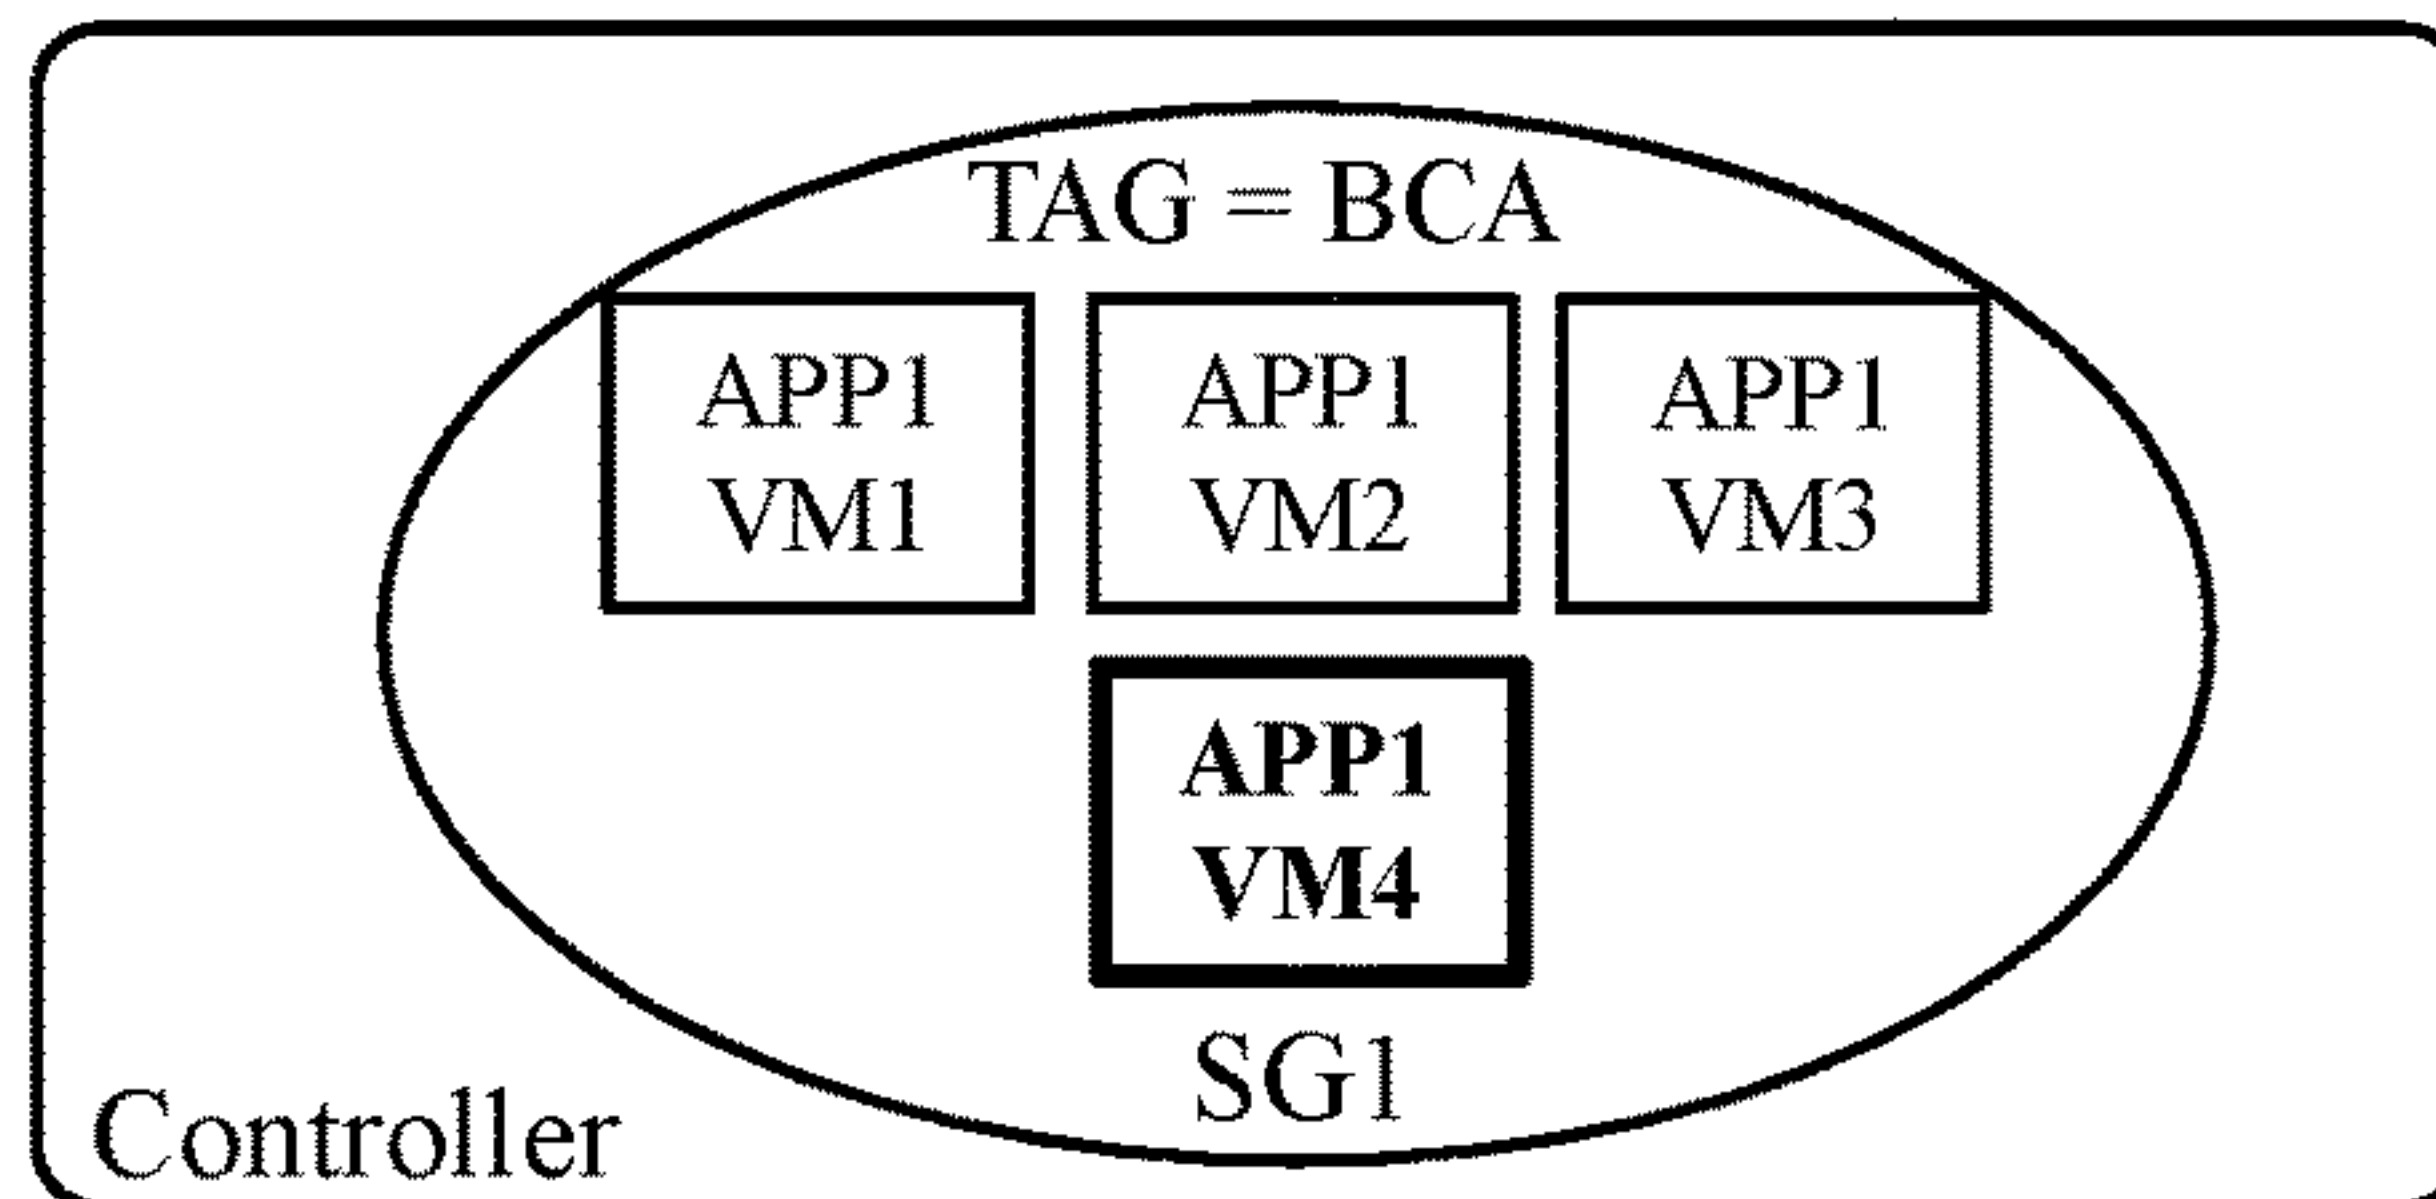 TAG = BCA
APP1
VM1
APP1
VM2
APP1
VM3
APP1
VM4
SG1
Controller